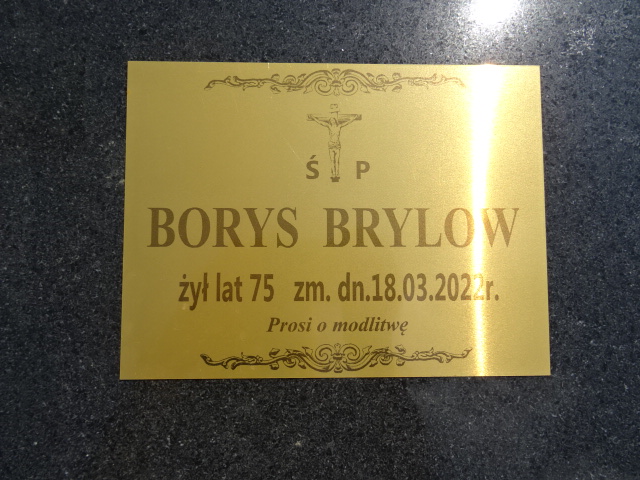 Ś P
BORYS BRYLOW
żył lat 75 zm. dn.18.03.2022r.
Prosi o modlitwę